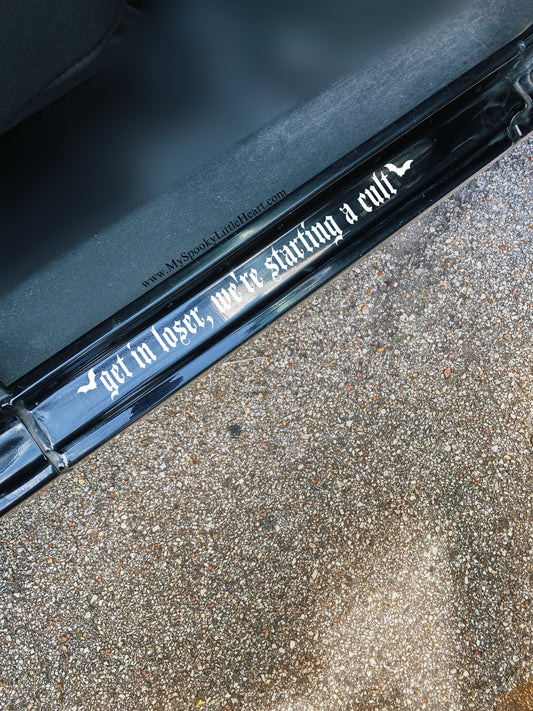 www.MySpookyLittleHeart.com
get in loser, we're starting a cult